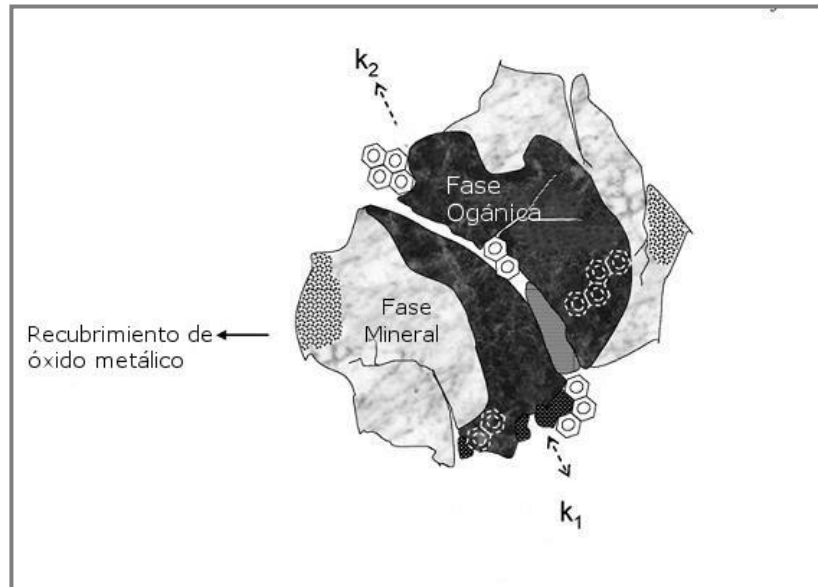 k₂
Fase
Ogánica
Fase
Mineral
Recubrimiento de
óxido metálico
k₁